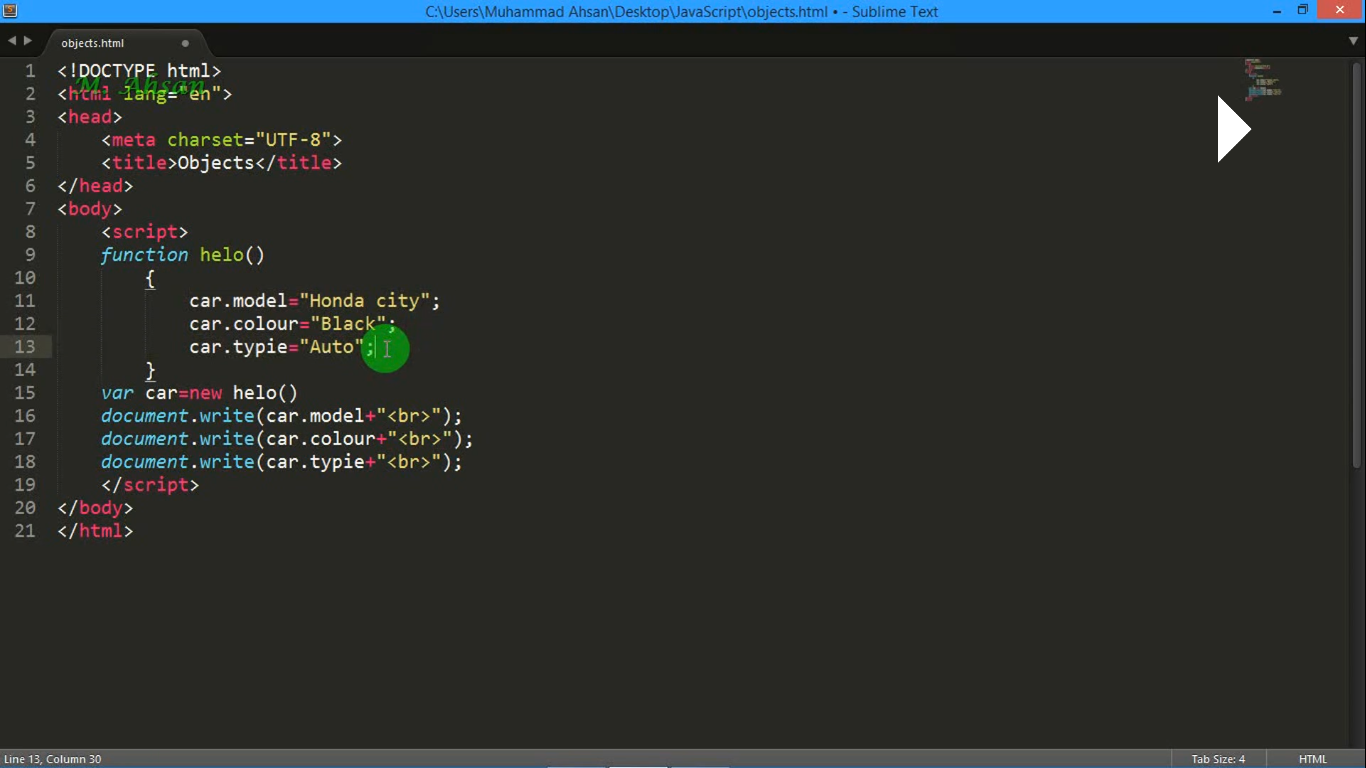 C:\Users\Muhammad Ahsan\Desktop\JavaScript\objects.html • - Sublime Text
objects.html
M. Ahsan
1 <!DOCTYPE html>
2 <html lang="en">
3 <head>
4 <meta charset="UTF-8">
5 <title>Objects</title>
6 </head>
7 <body>
8 <script>
9 function helo()
10 {
11 car.model="Honda city";
12 car.colour="Black";
13 car.typie="Auto";
14 }
15 var car=new helo()
16 document.write(car.model+"<br>");
17 document.write(car.colour+"<br>");
18 document.write(car.typie+"<br>");
19 </script>
20 </body>
21 </html>
Line 13, Column 30 Tab Size: 4 HTML